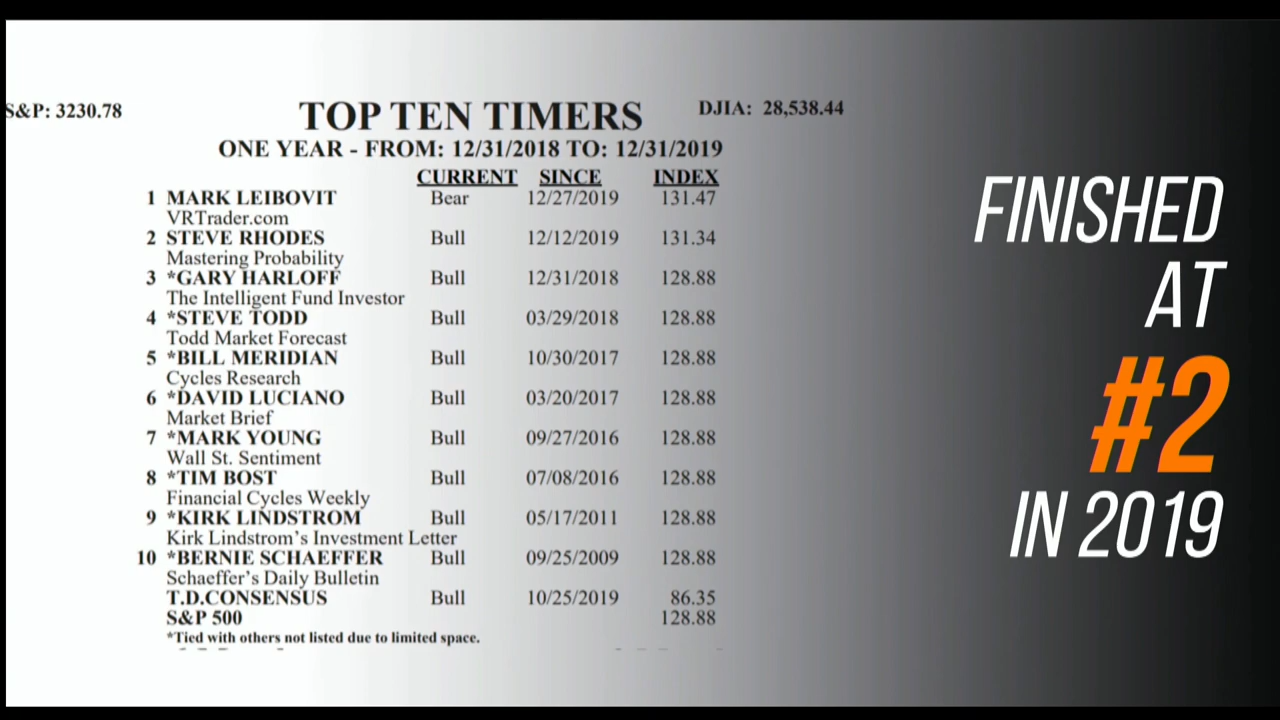 S&P: 3230.78 TOP TEN TIMERS DJIA: 28,538.44
ONE YEAR - FROM: 12/31/2018 TO: 12/31/2019
CURRENT SINCE INDEX
1 MARK LEIBOVIT Bear 12/27/2019 131.47
VRTrader.com
2 STEVE RHODES Bull 12/12/2019 131.34
Mastering Probability
3 *GARY HARLOFF Bull 12/31/2018 128.88
The Intelligent Fund Investor
4 *STEVE TODD Bull 03/29/2018 128.88
Todd Market Forecast
5 *BILL MERIDIAN Bull 10/30/2017 128.88
Cycles Research
6 *DAVID LUCIANO Bull 03/20/2017 128.88
Market Brief
7 *MARK YOUNG Bull 09/27/2016 128.88
Wall St. Sentiment
8 *TIM BOST Bull 07/08/2016 128.88
Financial Cycles Weekly
9 *KIRK LINDSTROM Bull 05/17/2011 128.88
Kirk Lindstrom's Investment Letter
10 *BERNIE SCHAEFFER Bull 09/25/2009 128.88
Schaeffer's Daily Bulletin
T.D.CONSENSUS Bull 10/25/2019 86.35
S&P 500 128.88
*Tied with others not listed due to limited space.
FINISHED
AT
#2
IN 2019